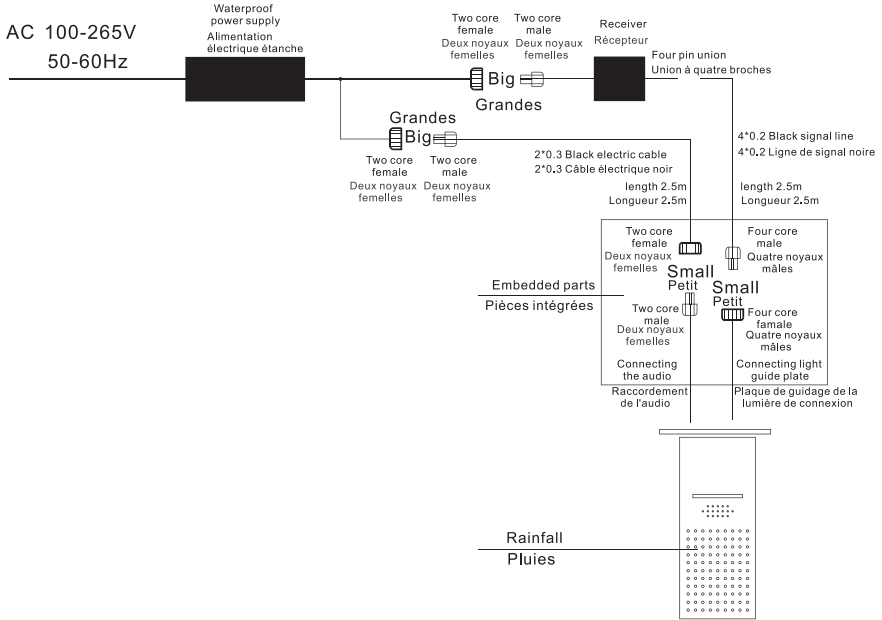 AC 100-265V
50-60Hz
Waterproof
power supply
Alimentation
électrique étanche
Two core
female
Deux noyaux
femelles
Two core
male
Deux noyaux
femelles
Big
Grandes
Receiver
Récepteur
Four pin union
Union à quatre broches
Grandes
Big
Two core
female
Deux noyaux
femelles
Two core
male
Deux noyaux
femelles
2*0.3 Black electric cable
2*0.3 Câble électrique noir
length 2.5m
Longueur 2.5m
4*0.2 Black signal line
4*0.2 Ligne de signal noire
length 2.5m
Longueur 2.5m
Two core
female
Deux noyaux
femelles
Four core
male
Quatre noyaux
mâles
Small
Petit
Small
Petit
Embedded parts
Pièces intégrées
Two core
male
Deux noyaux
femelles
Four core
famale
Quatre noyaux
mâles
Connecting
the audio
Raccordement
de l'audio
Connecting light
guide plate
Plaque de guidage de la
lumière de connexion
Rainfall
Pluies